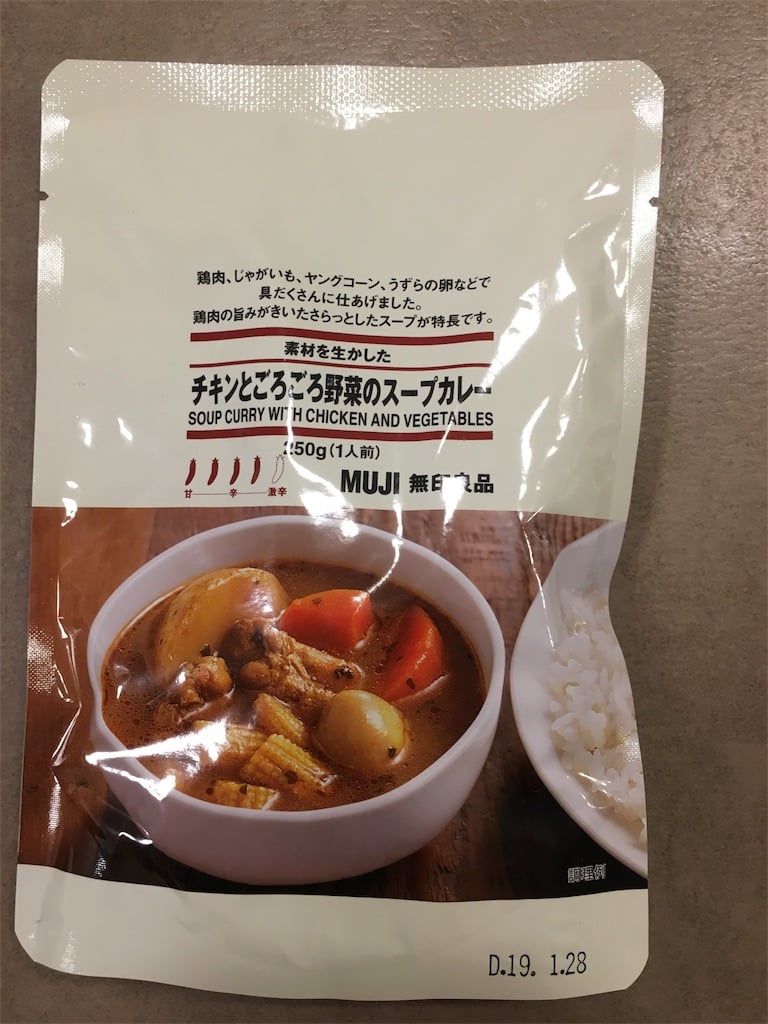 鶏肉、じゃがいも、ヤングコーン、うずらの卵などで
具だくさんに仕あげました。
鶏肉の旨みがきいたさらっとしたスープが特長です。
素材を生かした
チキンとごろごろ野菜のスープカレー
SOUP CURRY WITH CHICKEN AND VEGETABLES
250g(1人前)
甘 辛 激辛
MUJI 無印良品
調理例
D.19. 1.28